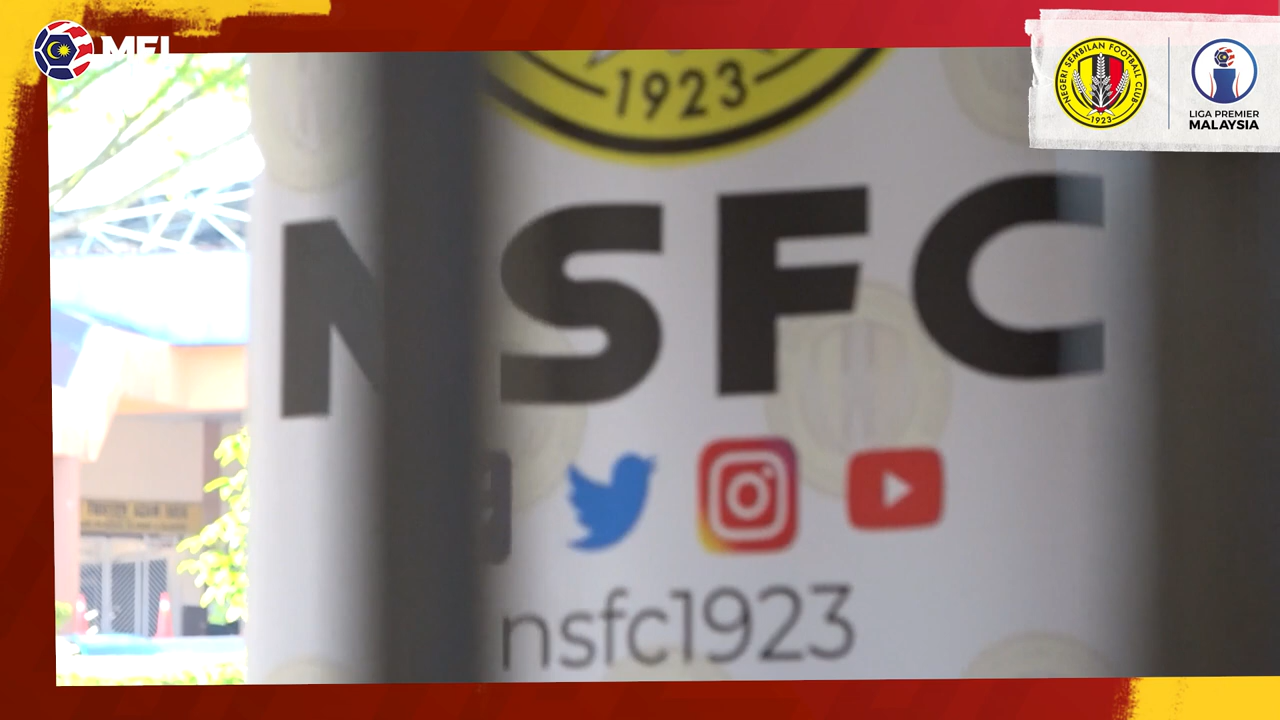 MFL
NEGERI SEMBILAN FOOTBALL CLUB
1923
LIGA PREMIER
MALAYSIA
1923
NSFC
nsfc1923